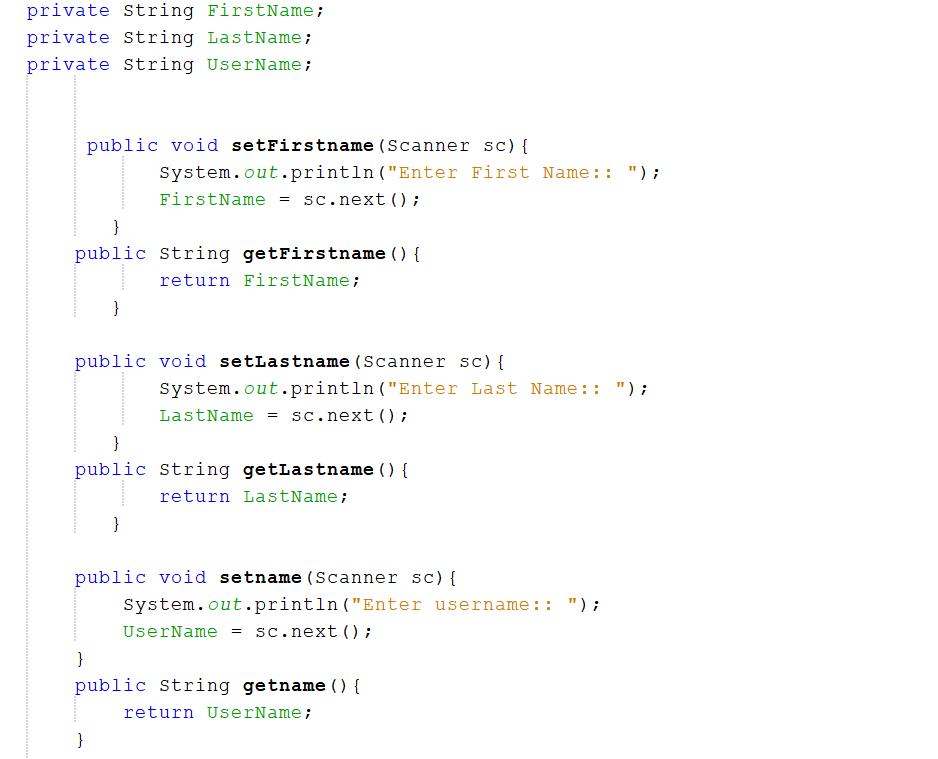 private String FirstName;
private String LastName;
private String UserName;
public void setFirstname(Scanner sc){
System.out.println("Enter First Name:: ");
FirstName = sc.next();
}
public String getFirstname(){
return FirstName;
}
public void setLastname(Scanner sc){
System.out.println("Enter Last Name:: ");
LastName = sc.next();
}
public String getLastname(){
return LastName;
}
public void setname(Scanner sc){
System.out.println("Enter username:: ");
UserName = sc.next();
}
public String getname(){
return UserName;
}